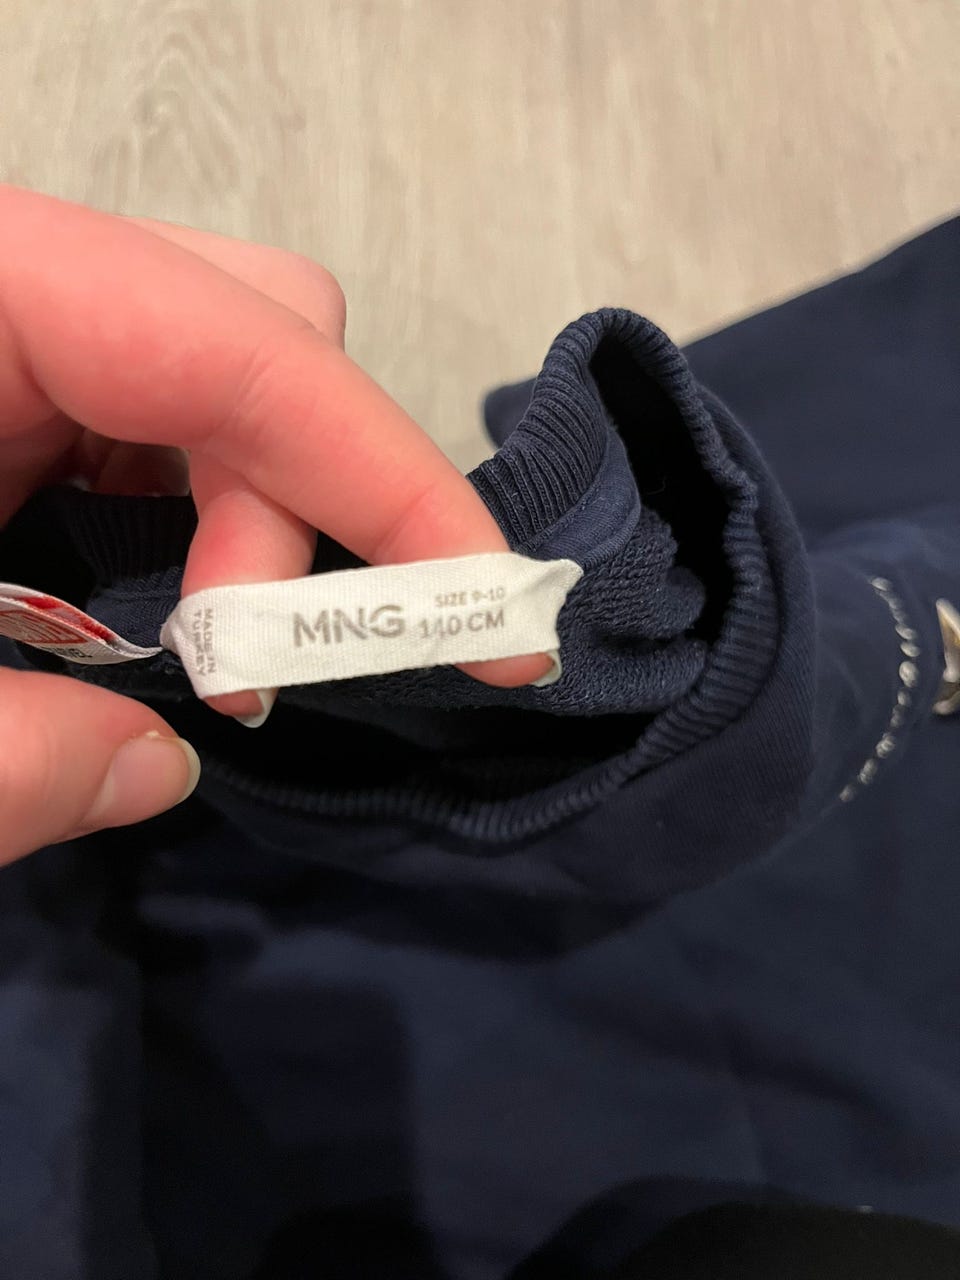 MNG
SIZE 9-10
140 CM
MADE IN
TURKEY